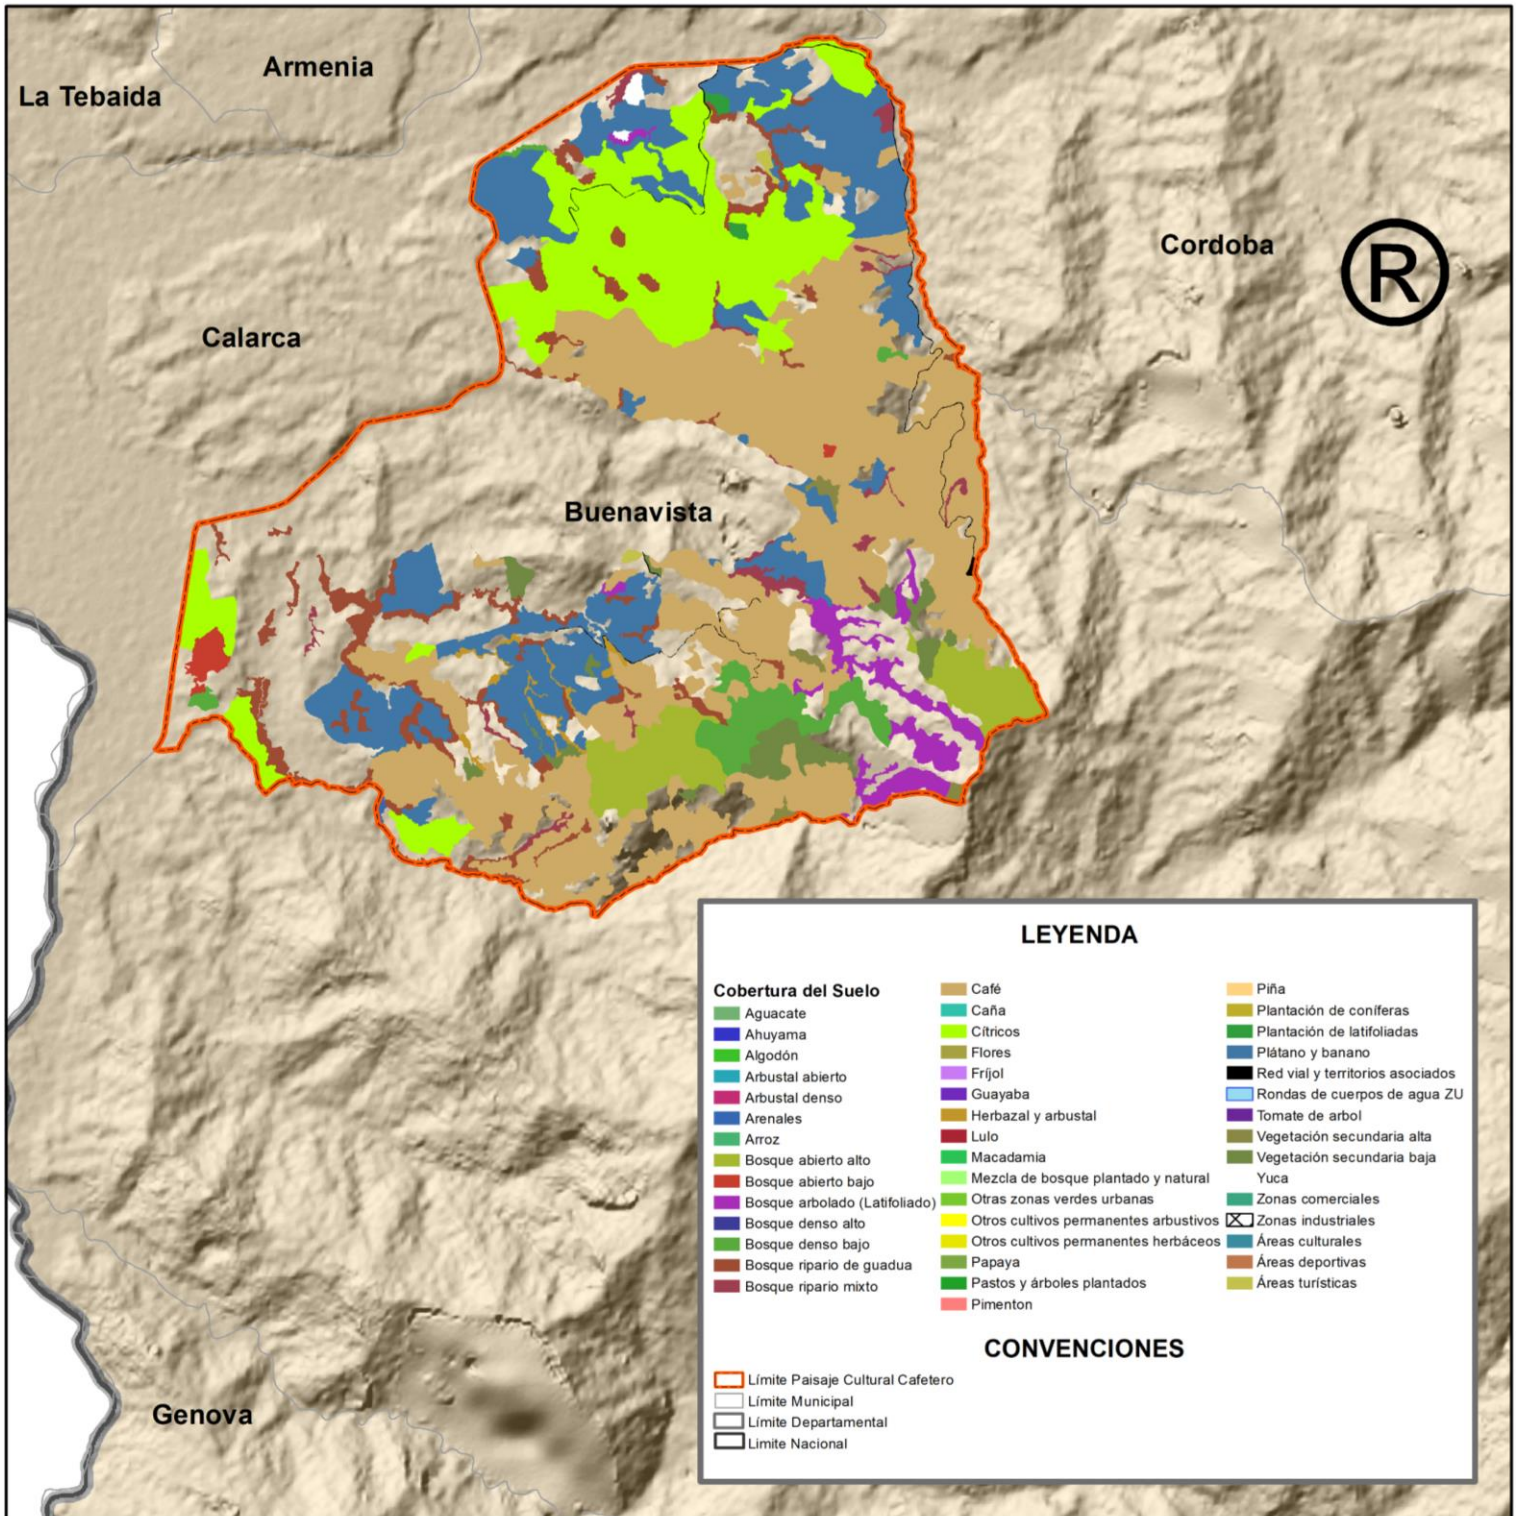 Armenia
La Tebaida
Cordoba
®
Calarca
Buenavista
LEYENDA
Cobertura del Suelo
Aguacate
Ahuyama
Algodón
Arbustal abierto
Arbustal denso
Arenales
Arroz
Bosque abierto alto
Bosque abierto bajo
Bosque arbolado (Latifoliado)
Bosque denso alto
Bosque denso bajo
Bosque ripario de guadua
Bosque ripario mixto
Café
Caña
Cítricos
Flores
Fríjol
Guayaba
Herbazal y arbustal
Lulo
Macadamia
Mezcla de bosque plantado y natural
Otras zonas verdes urbanas
Otros cultivos permanentes arbustivos
Otros cultivos permanentes herbáceos
Papaya
Pastos y árboles plantados
Pimenton
Piña
Plantación de coníferas
Plantación de latifoliadas
Plátano y banano
Red vial y territorios asociados
Rondas de cuerpos de agua ZU
Tomate de arbol
Vegetación secundaria alta
Vegetación secundaria baja
Yuca
Zonas comerciales
Zonas industriales
Áreas culturales
Áreas deportivas
Áreas turísticas
CONVENCIONES
Límite Paisaje Cultural Cafetero
Límite Municipal
Límite Departamental
Limite Nacional
Genova